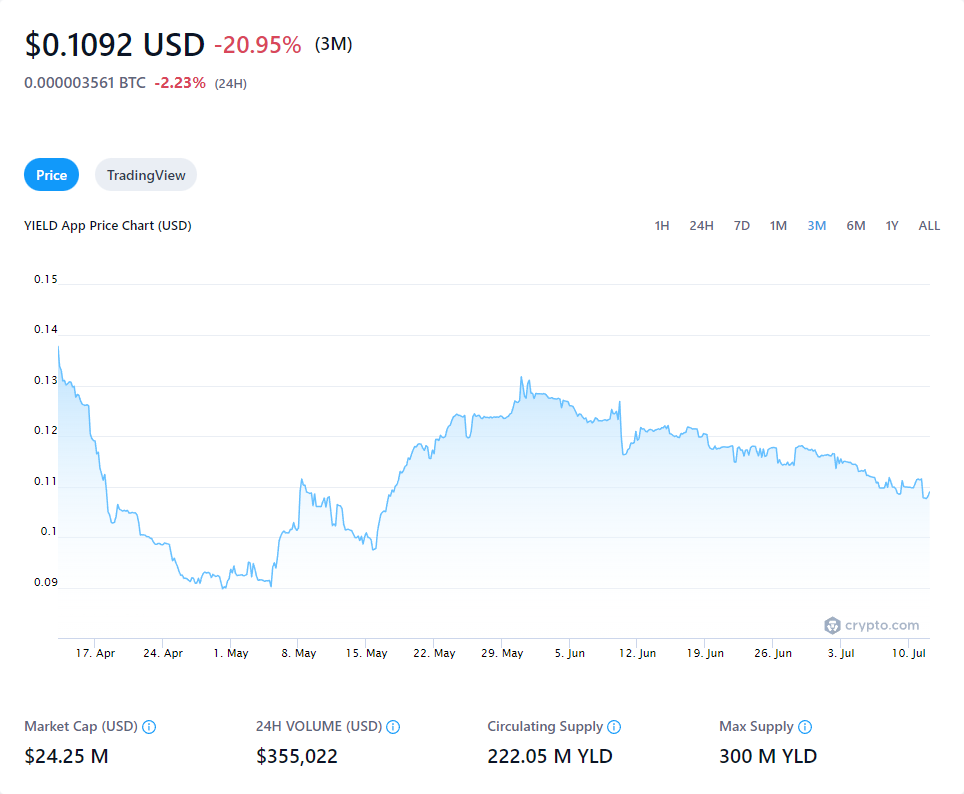 $0.1092 USD -20.95% (3M)
0.000003561 BTC -2.23% (24H)
Price TradingView
YIELD App Price Chart (USD) 1H 24H 7D 1M 3M 6M 1Y ALL
0.15
0.14
0.13
0.12
0.11
0.1
0.09
crypto.com
17. Apr 24. Apr 1. May 8. May 15. May 22. May 29. May 5. Jun 12. Jun 19. Jun 26. Jun 3. Jul 10. Jul
Market Cap (USD) 24H VOLUME (USD) Circulating Supply Max Supply
$24.25 M $355,022 222.05 M YLD 300 M YLD